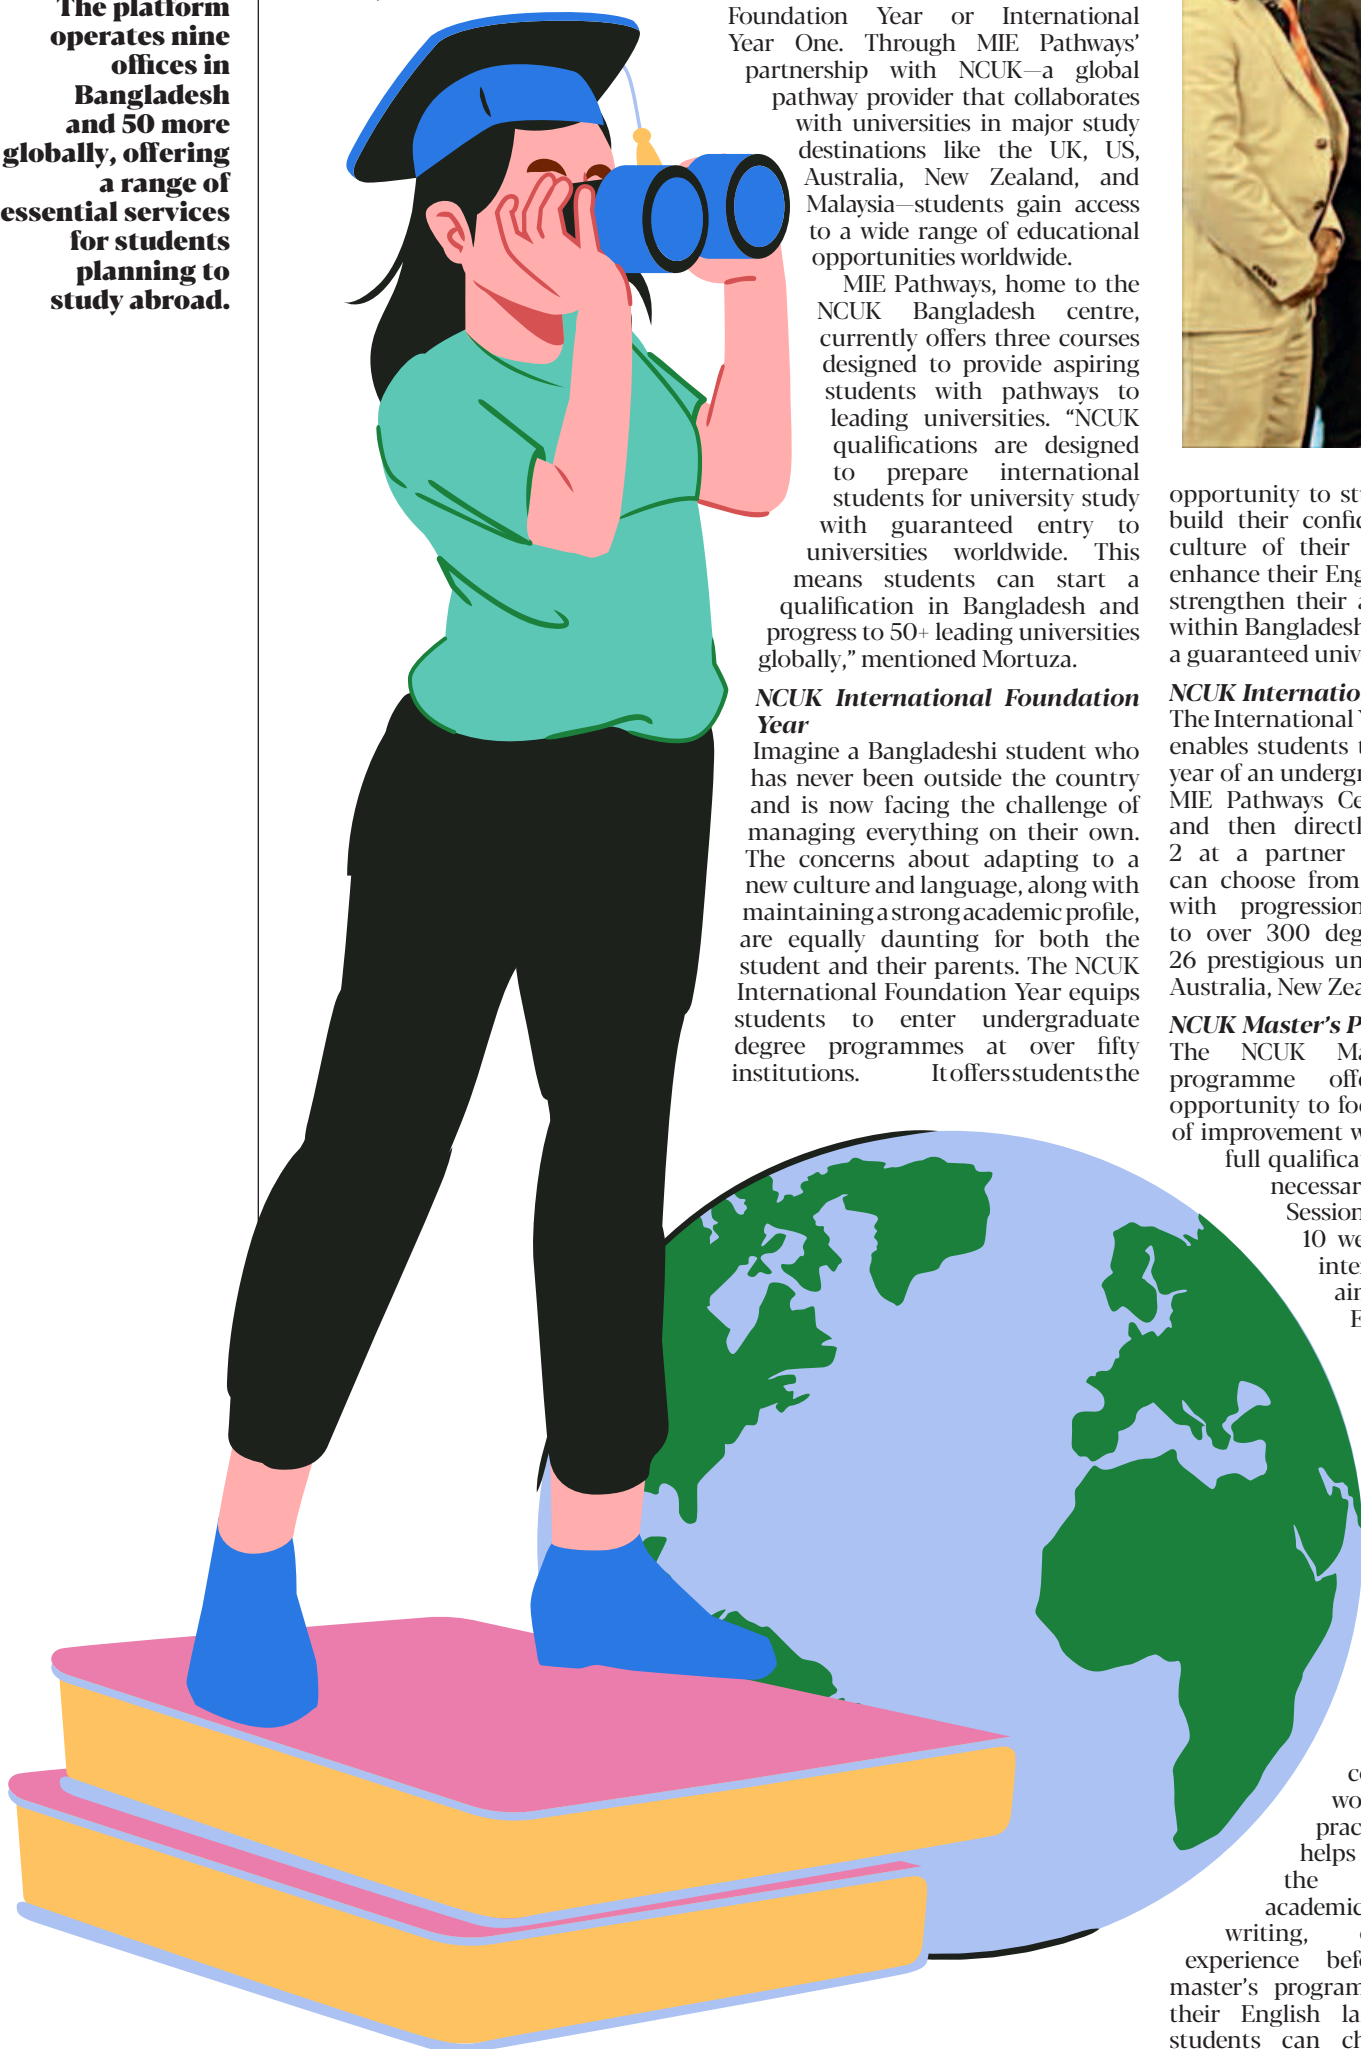 The platform
operates nine
offices in
Bangladesh
and 50 more
globally, offering
a range of
essential services
for students
planning to
study abroad.
Foundation Year or International
Year One. Through MIE Pathways’
partnership with NCUK—a global
pathway provider that collaborates
with universities in major study
destinations like the UK, US,
Australia, New Zealand, and
Malaysia—students gain access
to a wide range of educational
opportunities worldwide.
MIE Pathways, home to the
NCUK Bangladesh centre,
currently offers three courses
designed to provide aspiring
students with pathways to
leading universities. “NCUK
qualifications are designed
to prepare international
students for university study
with guaranteed entry to
universities worldwide. This
means students can start a
qualification in Bangladesh and
progress to 50+ leading universities
globally,” mentioned Mortuza.
NCUK International Foundation
Year
Imagine a Bangladeshi student who
has never been outside the country
and is now facing the challenge of
managing everything on their own.
The concerns about adapting to a
new culture and language, along with
maintaining a strong academic profile,
are equally daunting for both the
student and their parents. The NCUK
International Foundation Year equips
students to enter undergraduate
degree programmes at over fifty
institutions. It offers students the
opportunity to
build their
culture of their
enhance their
strengthen their
within Bangladesh
a guaranteed
NCUK
The International
enables students
year of an
MIE Pathways
and then
2 at a partner
can choose from
with progression
to over 300
26 prestigious
Australia, New
NCUK Master’s
The NCUK
programme
opportunity to
of improvement
full
necessary
Session
10
the
academic
writing,
experience
master’s
their English
students can